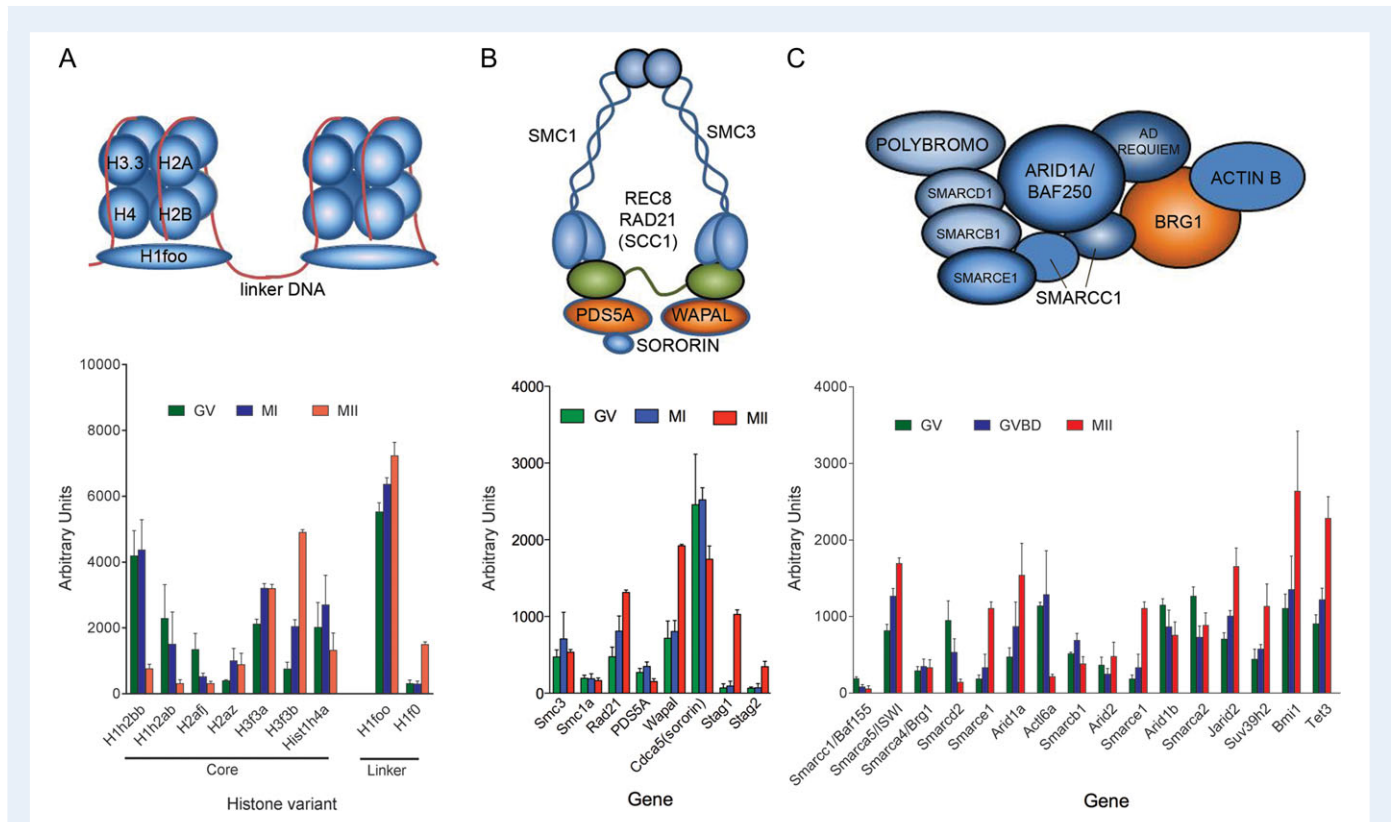 A
H3.3 H2A
H4 H2B
H1foo
linker DNA
10000
8000
6000
4000
2000
0
Arbitrary Units
GV MI MII
H1h2bb
H1h2ab
H2afj
H2az
H3f3a
H3f3b
Hist1h4a
H1foo
H1f0
Core Linker
Histone variant
B
SMC1 SMC3
REC8
RAD21
(SCC1)
PDS5A WAPAL
SORORIN
4000
3000
2000
1000
0
Arbitrary Units
GV MI MII
Smc3
Smc1a
Rad21
PDS5A
Wapal
Cdca5(sororin)
Stag1
Stag2
Gene
C
POLYBROMO
ARID1A/
BAF250
AD
REQUIEM
ACTIN B
SMARCD1
SMARCB1
BRG1
SMARCE1
SMARCC1
4000
3000
2000
1000
0
Arbitrary Units
GV GVBD MII
Smarcc1/Baf155
Smarca5/ISWI
Smarca4/Brg1
Smarcd2
Smarce1
Arid1a
Actl6a
Smarcb1
Arid2
Smarce1
Arid1b
Smarca2
Jarid2
Suv39h2
Bmi1
Tet3
Gene